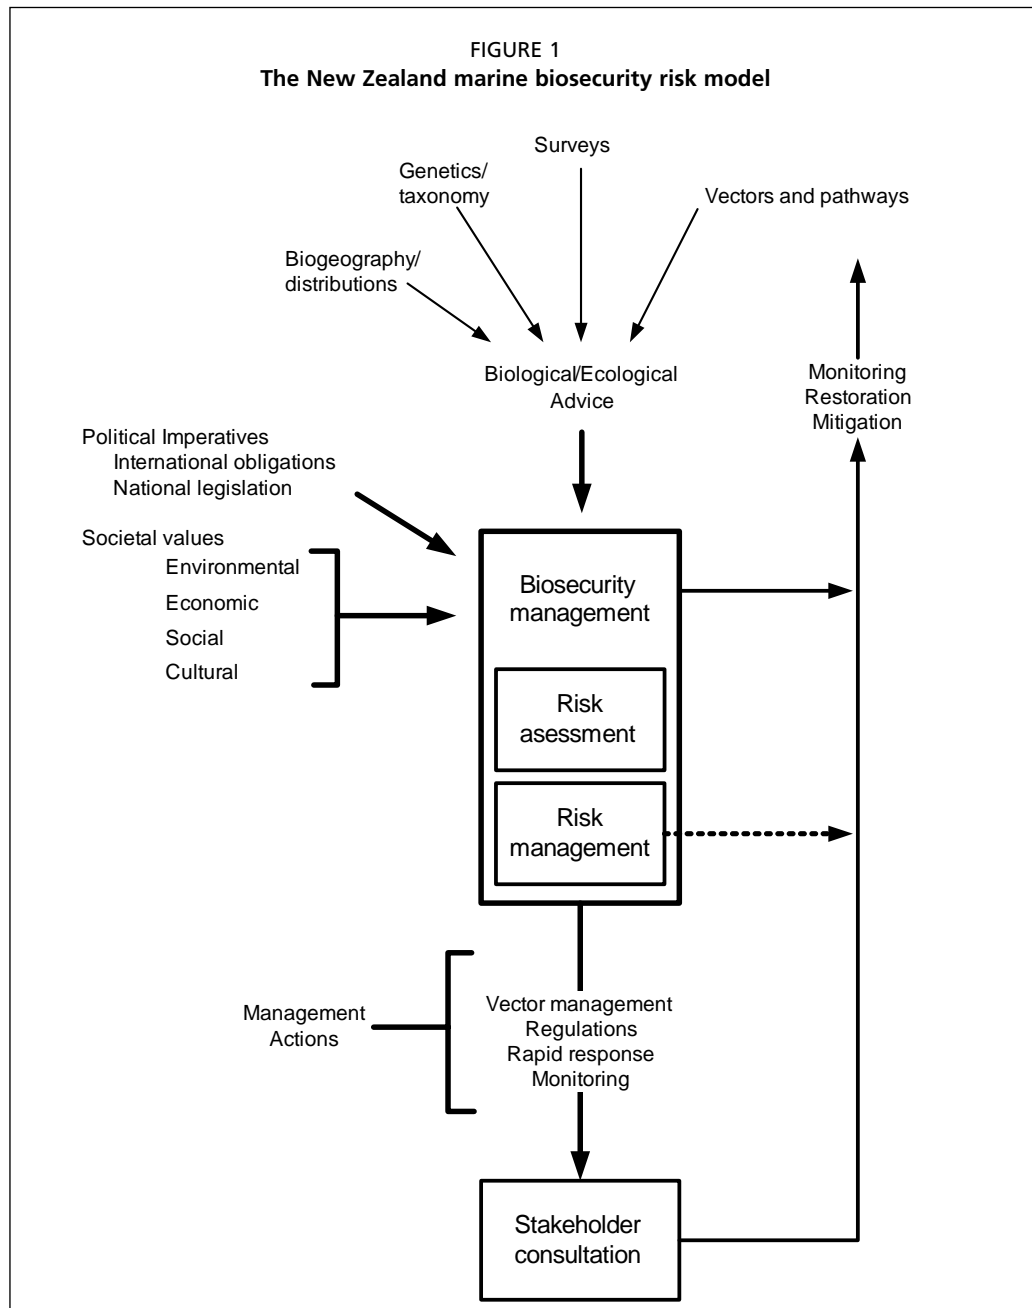 FIGURE 1
The New Zealand marine biosecurity risk model
Surveys
Genetics/
taxonomy
Vectors and pathways
Biogeography/
distributions
Biological/Ecological
Advice
Monitoring
Restoration
Mitigation
Political Imperatives
International obligations
National legislation
Societal values
Environmental
Economic
Social
Cultural
Biosecurity
management
Risk
asessment
Risk
management
Management
Actions
Vector management
Regulations
Rapid response
Monitoring
Stakeholder
consultation